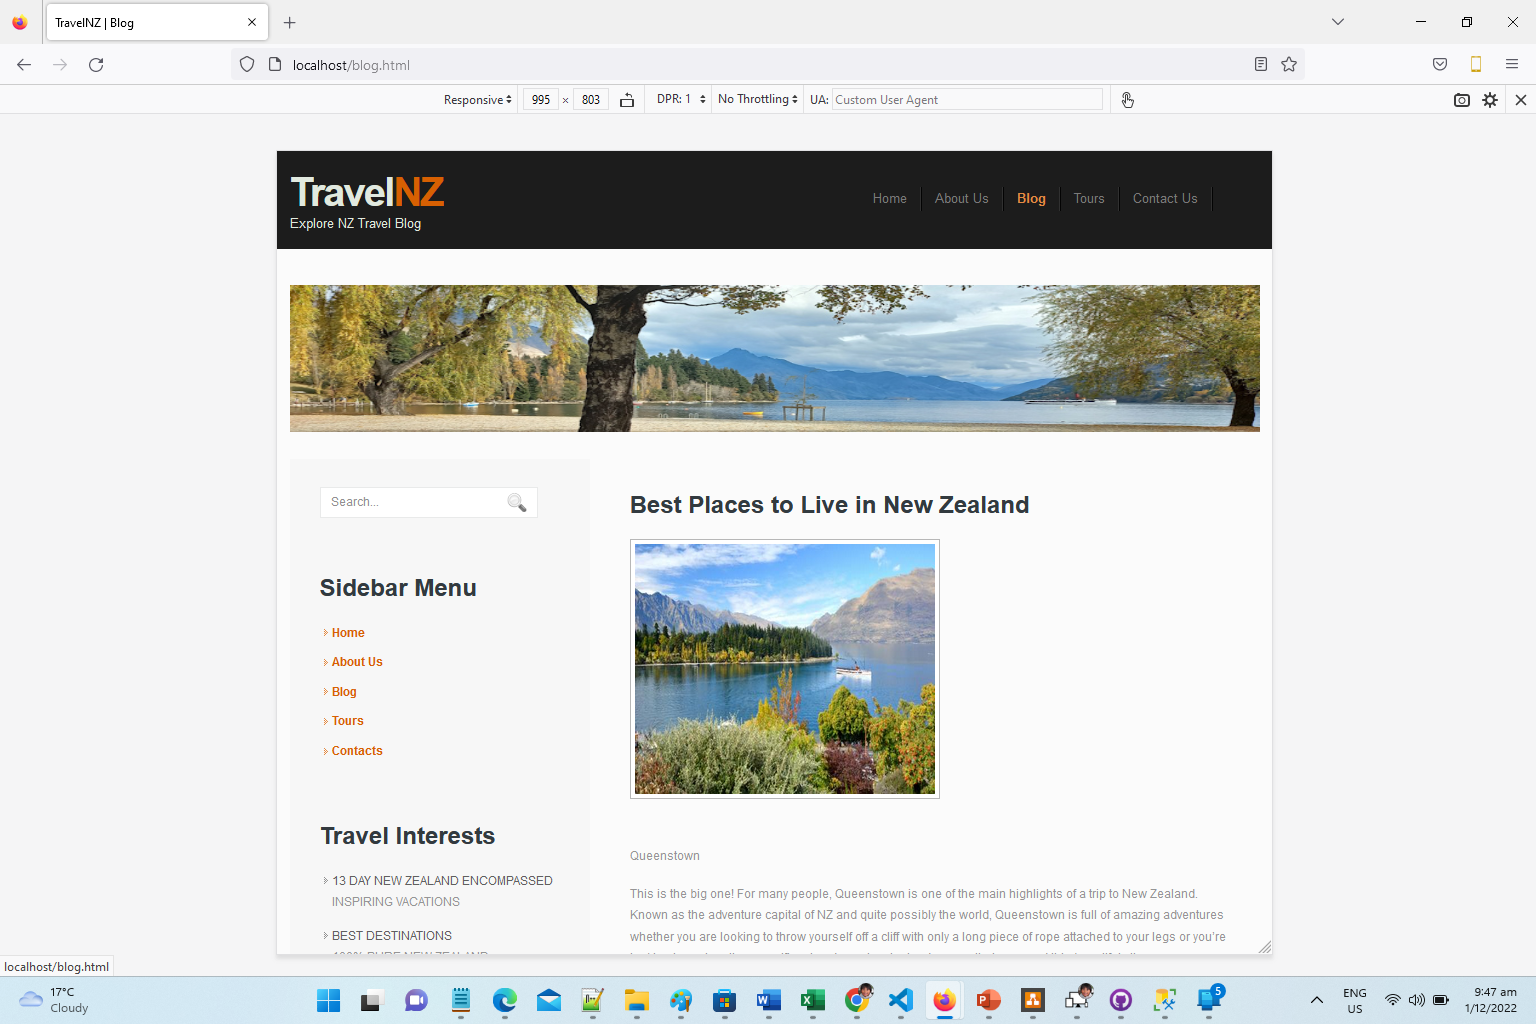 TravelNZ | Blog
localhost/blog.html
Responsive 995 × 803 DPR: 1 No Throttling UA: Custom User Agent
TravelNZ
Explore NZ Travel Blog
Home About Us Blog Tours Contact Us
Search...
Sidebar Menu
Home
About Us
Blog
Tours
Contacts
Travel Interests
13 DAY NEW ZEALAND ENCOMPASSED
INSPIRING VACATIONS
BEST DESTINATIONS
Best Places to Live in New Zealand
Queenstown
This is the big one! For many people, Queenstown is one of the main highlights of a trip to New Zealand.
Known as the adventure capital of NZ and quite possibly the world, Queenstown is full of amazing adventures
whether you are looking to throw yourself off a cliff with only a long piece of rope attached to your legs or you're
localhost/blog.html
17°C
Cloudy
5
ENG
US
9:47 am
1/12/2022